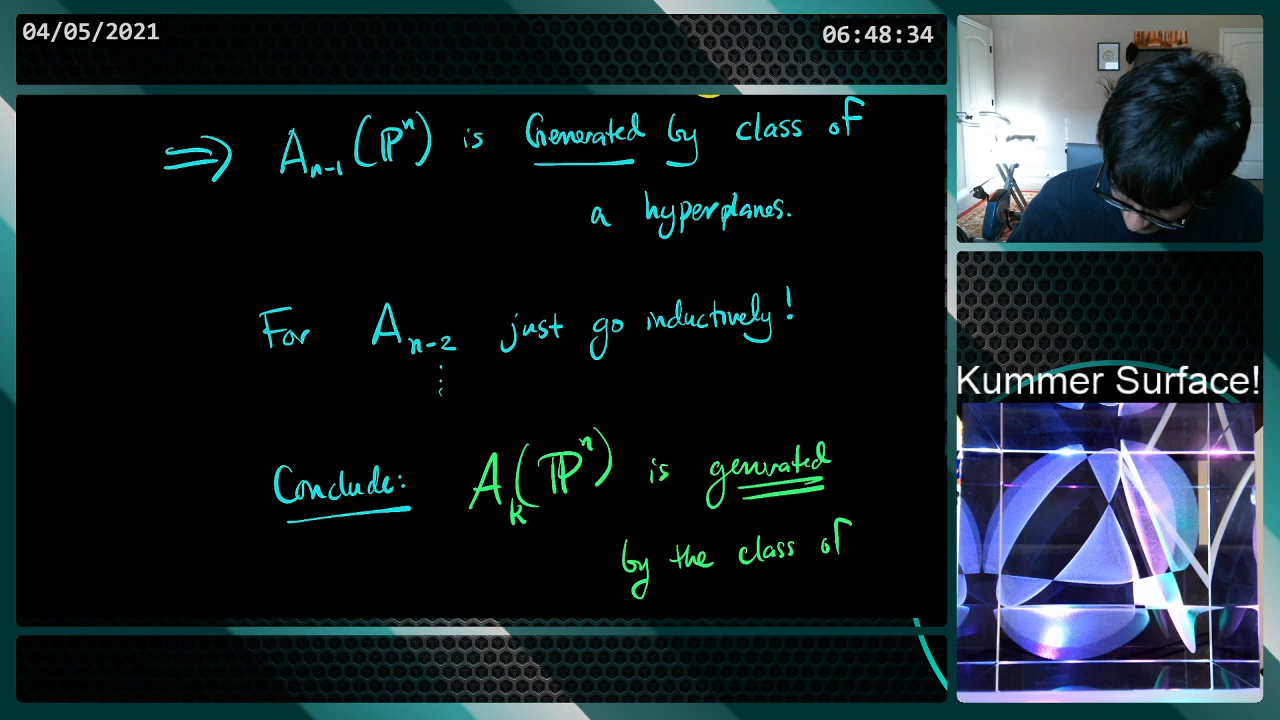 04/05/2021
06:48:34
⇒ A_{n-1}(ℙ^n) is Generated by class of
a hyperplanes.
For A_{n-2} just go inductively!
⋮
Conclude: A_k(ℙ^n) is generated
by the class of
Kummer Surface!